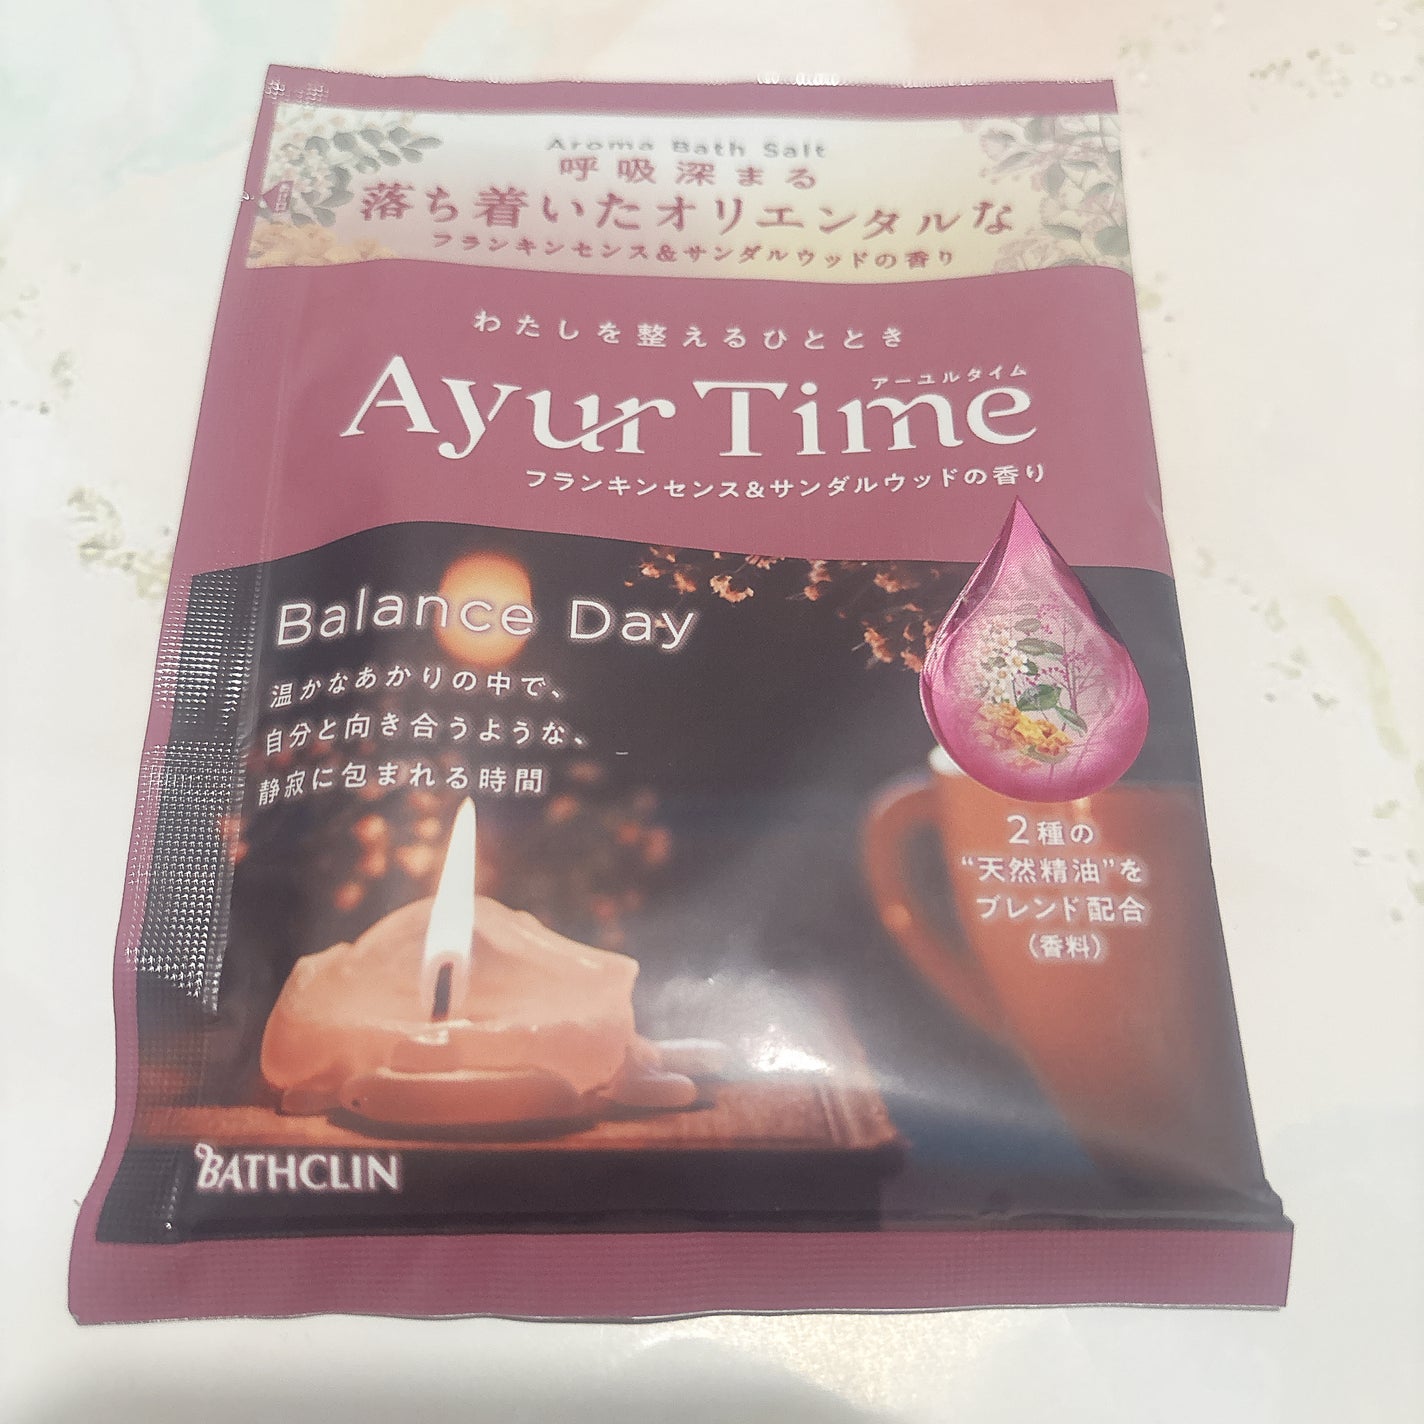 Aroma Bath Salt
呼吸深まる
落ち着いたオリエンタルな
フランキンセンス&サンダルウッドの香り
わたしを整えるひととき
アーユルタイム
Ayur Time
フランキンセンス&サンダルウッドの香り
Balance Day
温かなあかりの中で、
自分と向き合うような、
静寂に包まれる時間
2種の
“天然精油”を
ブレンド配合
(香料)
BATHCLIN